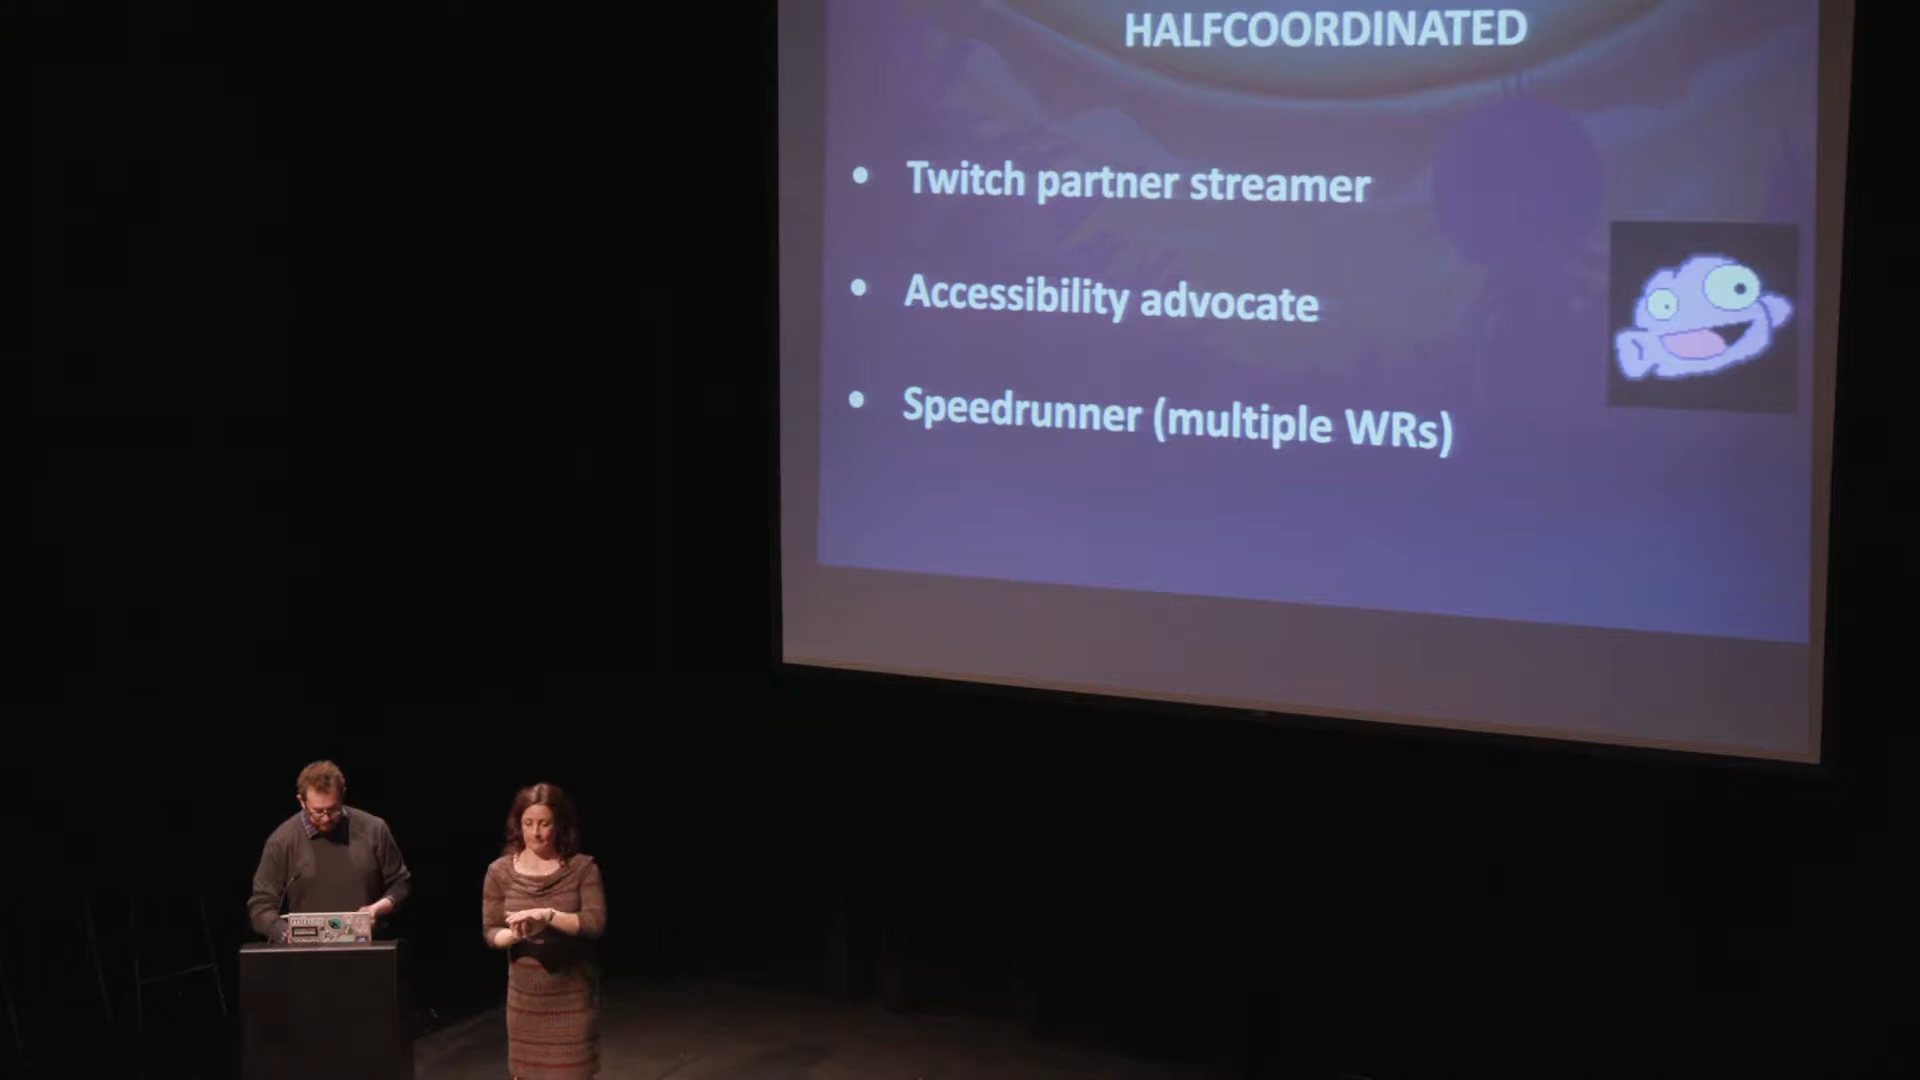 HALFCOORDINATED
• Twitch partner streamer
• Accessibility advocate
• Speedrunner (multiple WRs)